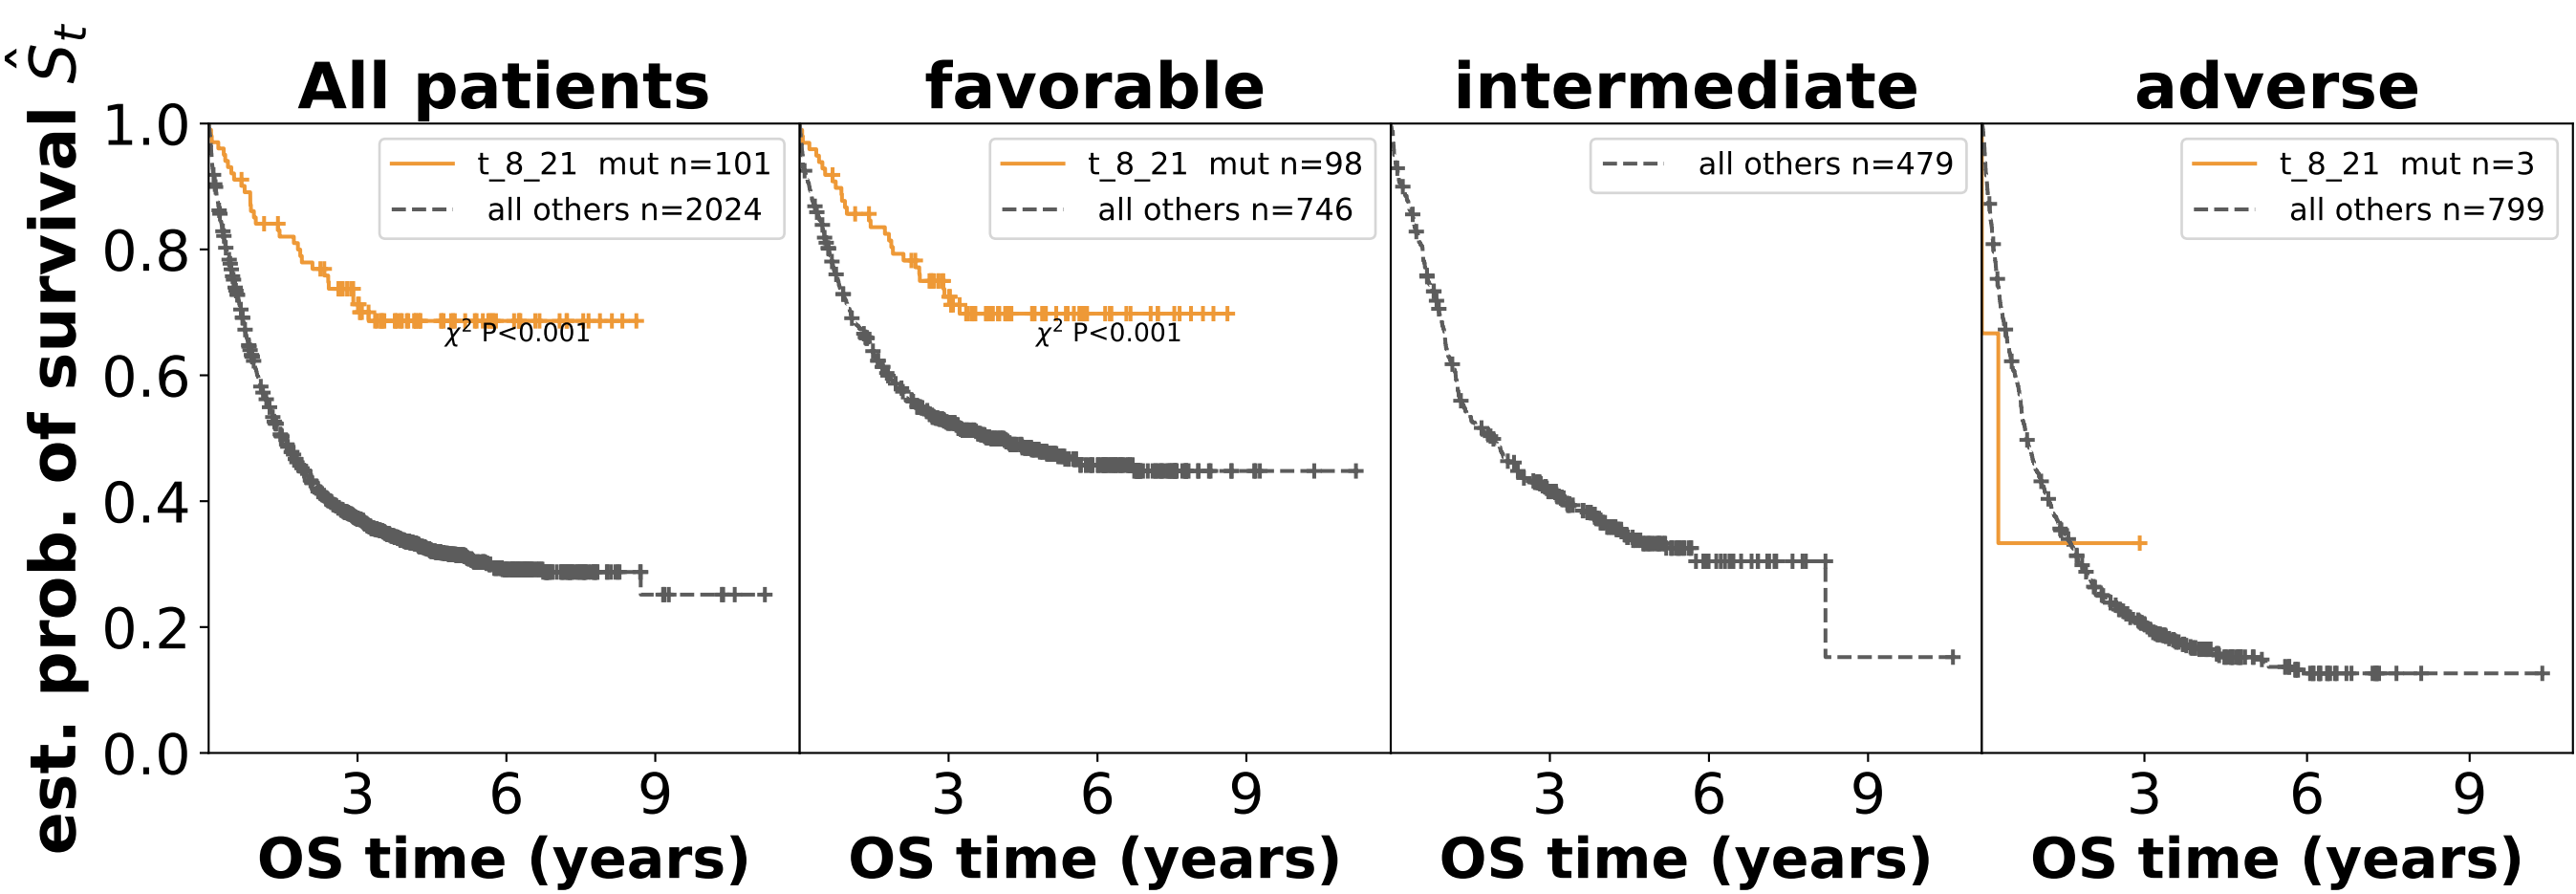 est. prob. of survival Ŝt
All patients
1.0
0.8
0.6
0.4
0.2
0.0
t_8_21  mut n=101
all others n=2024
χ² P<0.001
3 6 9
OS time (years)
favorable
t_8_21  mut n=98
all others n=746
χ² P<0.001
3 6 9
OS time (years)
intermediate
all others n=479
3 6 9
OS time (years)
adverse
t_8_21  mut n=3
all others n=799
3 6 9
OS time (years)